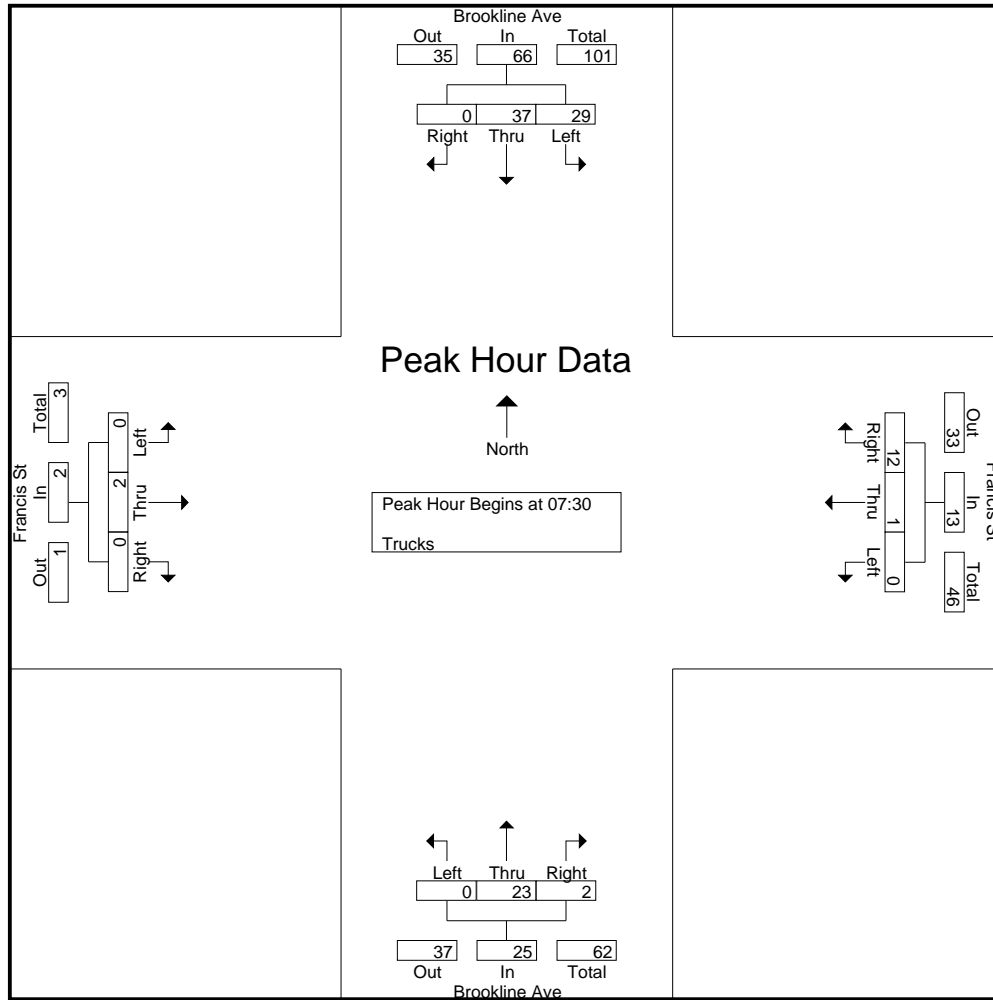 Brookline Ave
Out In Total
35 66 101
0 37 29
Right Thru Left
Peak Hour Data
North
Peak Hour Begins at 07:30
Trucks
Francis St
Total In Out
3 2 1
0 2 0
Left Thru Right
Right Thru Left
12 1 0
Out In Total
33 13 46
Francis St
Left Thru Right
0 23 2
37 25 62
Out In Total
Brookline Ave